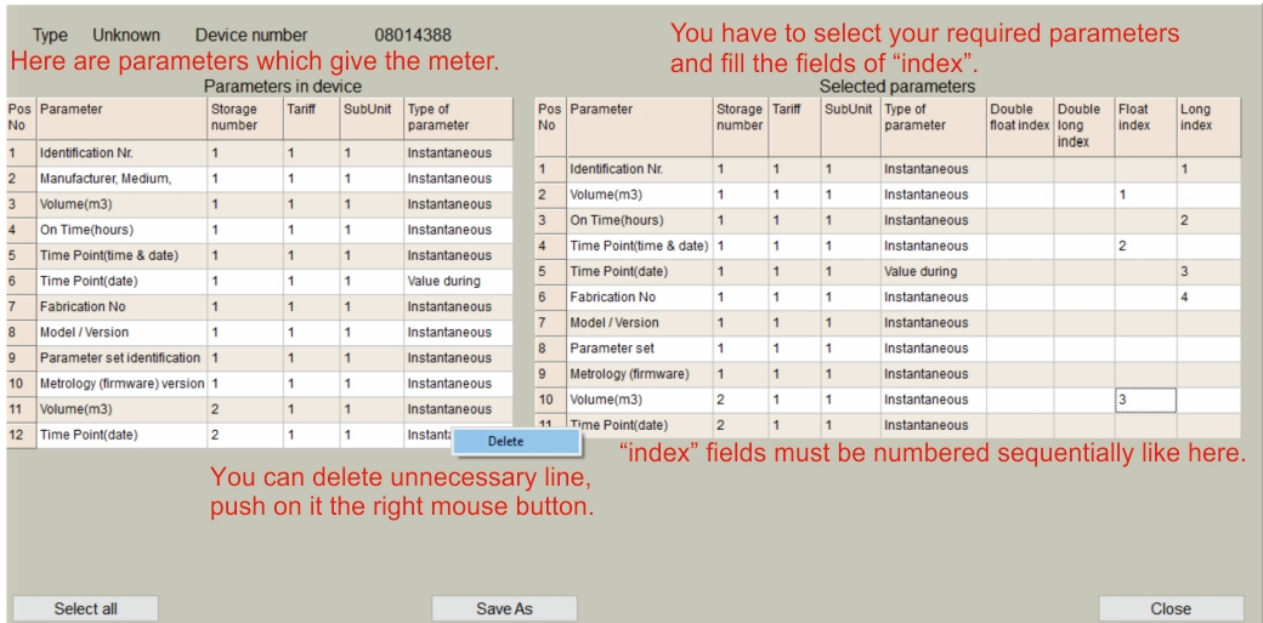 Type Unknown Device number 08014388
Here are parameters which give the meter.
You have to select your required parameters
and fill the fields of “index”.
Parameters in device
Pos No Parameter Storage number Tariff SubUnit Type of parameter
1 Identification Nr. 1 1 1 Instantaneous
2 Manufacturer, Medium, 1 1 1 Instantaneous
3 Volume(m3) 1 1 1 Instantaneous
4 On Time(hours) 1 1 1 Instantaneous
5 Time Point(time & date) 1 1 1 Instantaneous
6 Time Point(date) 1 1 1 Value during
7 Fabrication No 1 1 1 Instantaneous
8 Model / Version 1 1 1 Instantaneous
9 Parameter set identification 1 1 1 Instantaneous
10 Metrology (firmware) version 1 1 1 Instantaneous
11 Volume(m3) 2 1 1 Instantaneous
12 Time Point(date) 2 1 1 Instanta
Delete
You can delete unnecessary line,
push on it the right mouse button.
Selected parameters
Pos No Parameter Storage number Tariff SubUnit Type of parameter Double float index Double long index Float index Long index
1 Identification Nr. 1 1 1 Instantaneous 1
2 Volume(m3) 1 1 1 Instantaneous 1
3 On Time(hours) 1 1 1 Instantaneous 2
4 Time Point(time & date) 1 1 1 Instantaneous 2
5 Time Point(date) 1 1 1 Value during 3
6 Fabrication No 1 1 1 Instantaneous 4
7 Model / Version 1 1 1 Instantaneous
8 Parameter set 1 1 1 Instantaneous
9 Metrology (firmware) 1 1 1 Instantaneous
10 Volume(m3) 2 1 1 Instantaneous 3
11 Time Point(date) 2 1 1 Instantaneous
“index” fields must be numbered sequentially like here.
Select all Save As Close